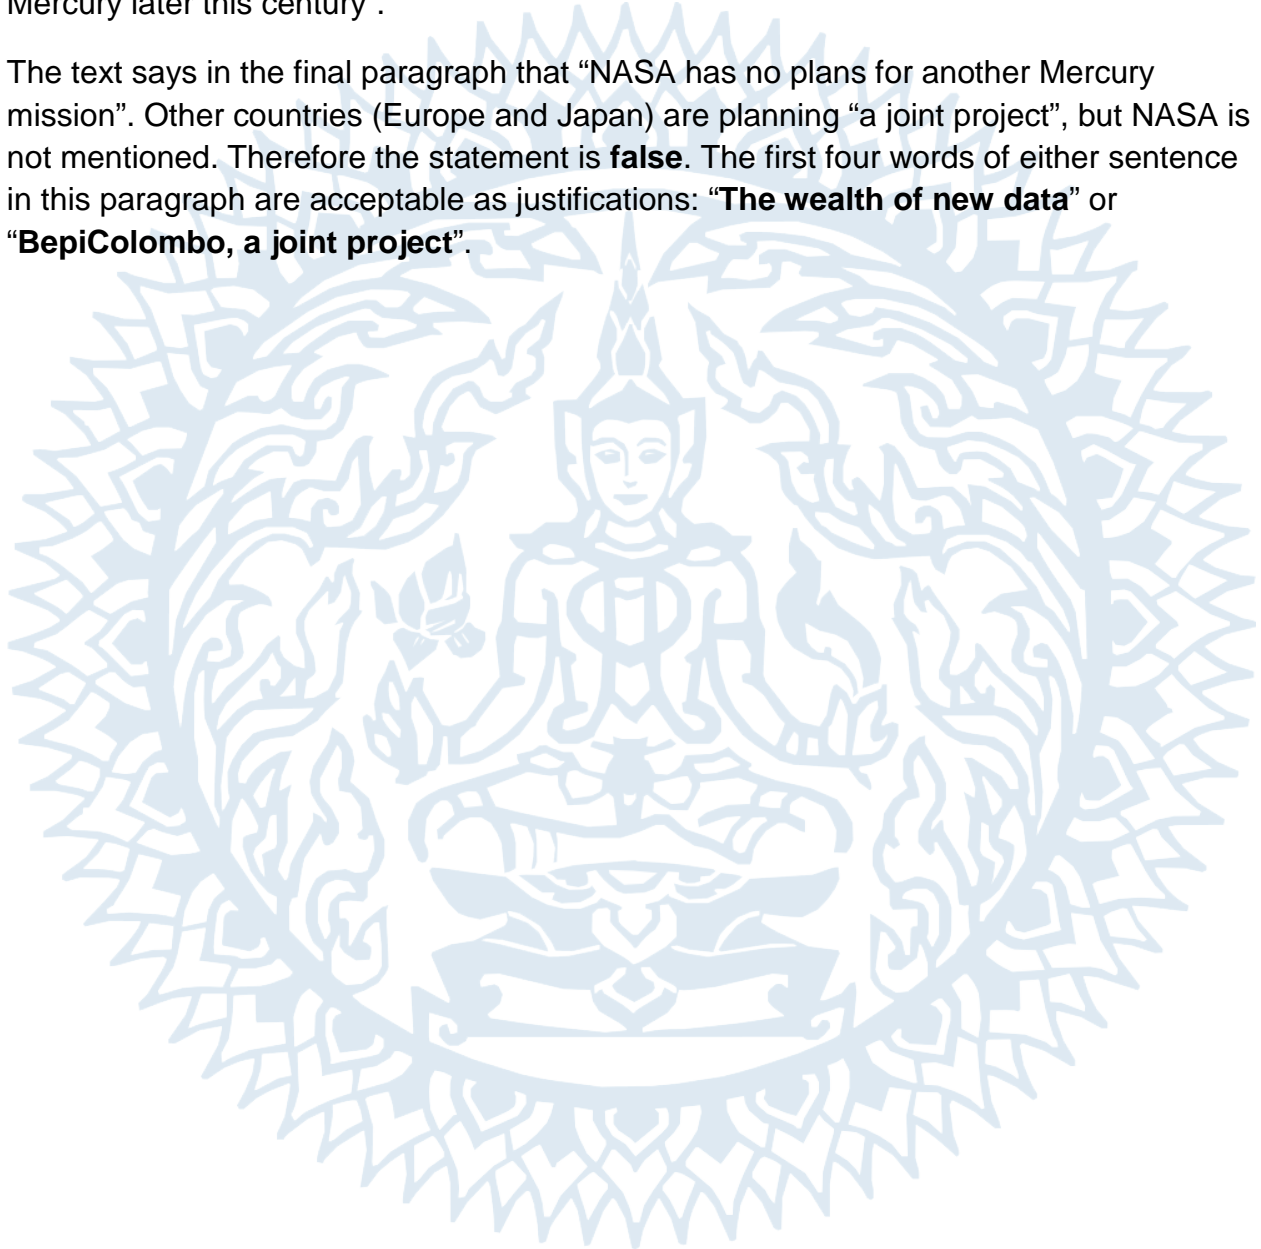 Mercury later this century”.
The text says in the final paragraph that “NASA has no plans for another Mercury
mission”. Other countries (Europe and Japan) are planning “a joint project”, but NASA is
not mentioned. Therefore the statement is false. The first four words of either sentence
in this paragraph are acceptable as justifications: “The wealth of new data” or
“BepiColombo, a joint project”.